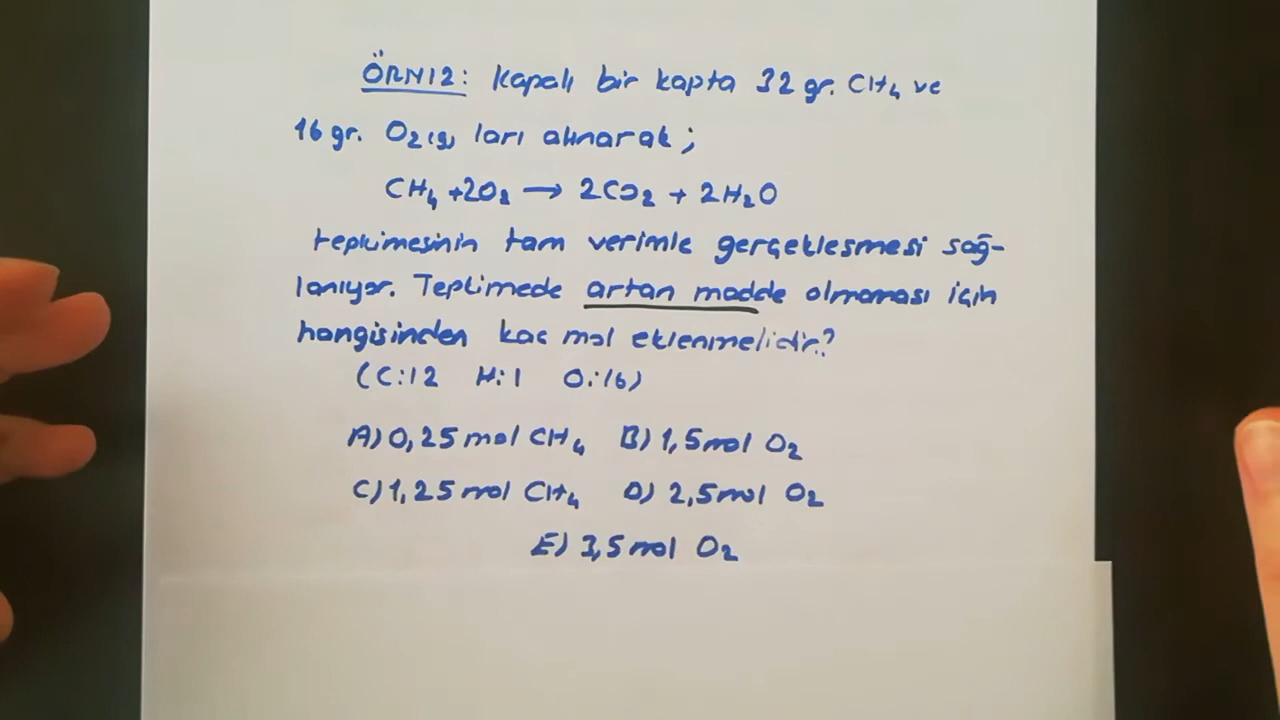 ÖRN12: Kapalı bir kapta 32 gr. CH₄ ve
16 gr. O₂(g) ları alınarak;
CH₄ + 2O₂ → 2CO₂ + 2H₂O
tepkimesinin tam verimle gerçekleşmesi sağ-
lanıyor. Tepkimede artan madde olmaması için
hangisinden kaç mol eklenmelidir?
(C:12 H:1 O:16)
A) 0,25 mol CH₄ B) 1,5 mol O₂
C) 1,25 mol CH₄ D) 2,5 mol O₂
E) 3,5 mol O₂